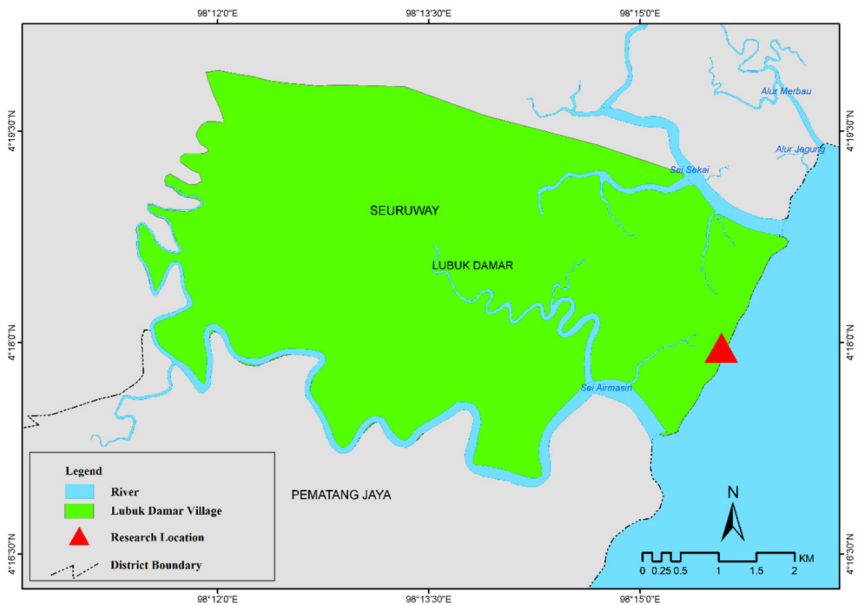 98°12'0"E
98°13'30"E
98°15'0"E
4°19'30"N
4°19'30"N
Alur Merbau
Alur Jagung
Sei Sekai
SEURUWAY
LUBUK DAMAR
4°18'0"N
4°18'0"N
Sei Airmasin
Legend
River
Lubuk Damar Village
Research Location
District Boundary
PEMATANG JAYA
N
KM
0 0.25 0.5 1 1.5 2
4°16'30"N
4°16'30"N
98°12'0"E
98°13'30"E
98°15'0"E